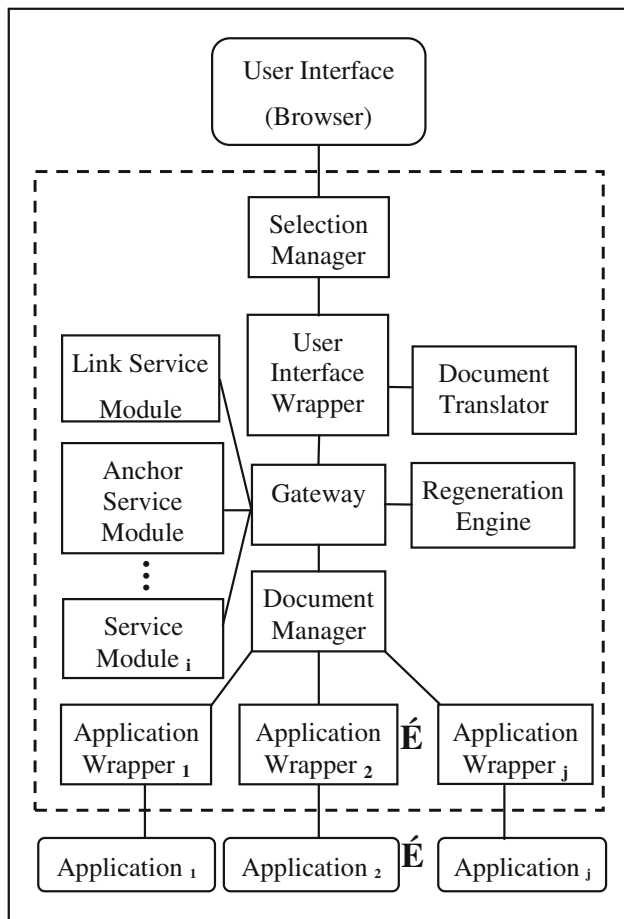 User Interface
(Browser)
Selection
Manager
User
Interface
Wrapper
Link Service
Module
Document
Translator
Anchor
Service
Module
Gateway
Regeneration
Engine
Service
Module i
Document
Manager
Application
Wrapper 1
Application
Wrapper 2
É
Application
Wrapper j
Application 1
Application 2
É
Application j